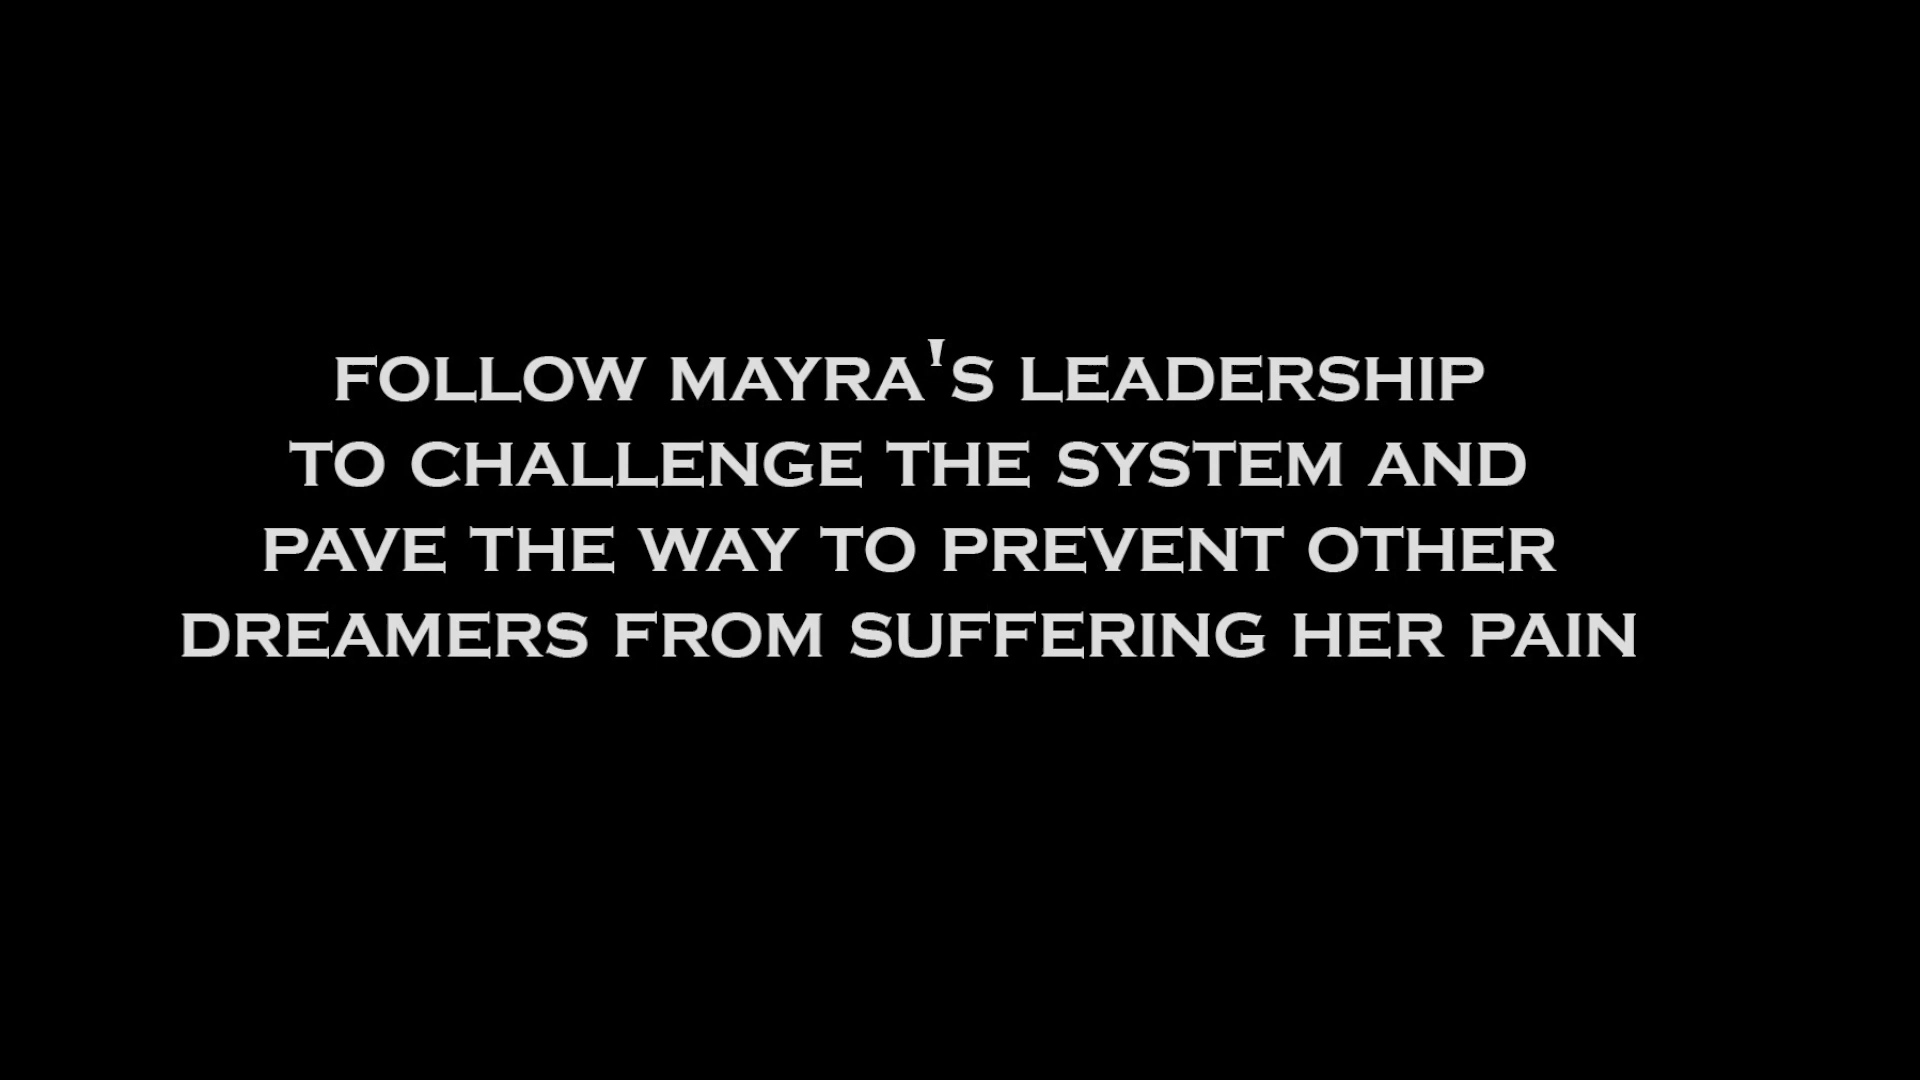 FOLLOW MAYRA'S LEADERSHIP
TO CHALLENGE THE SYSTEM AND
PAVE THE WAY TO PREVENT OTHER
DREAMERS FROM SUFFERING HER PAIN